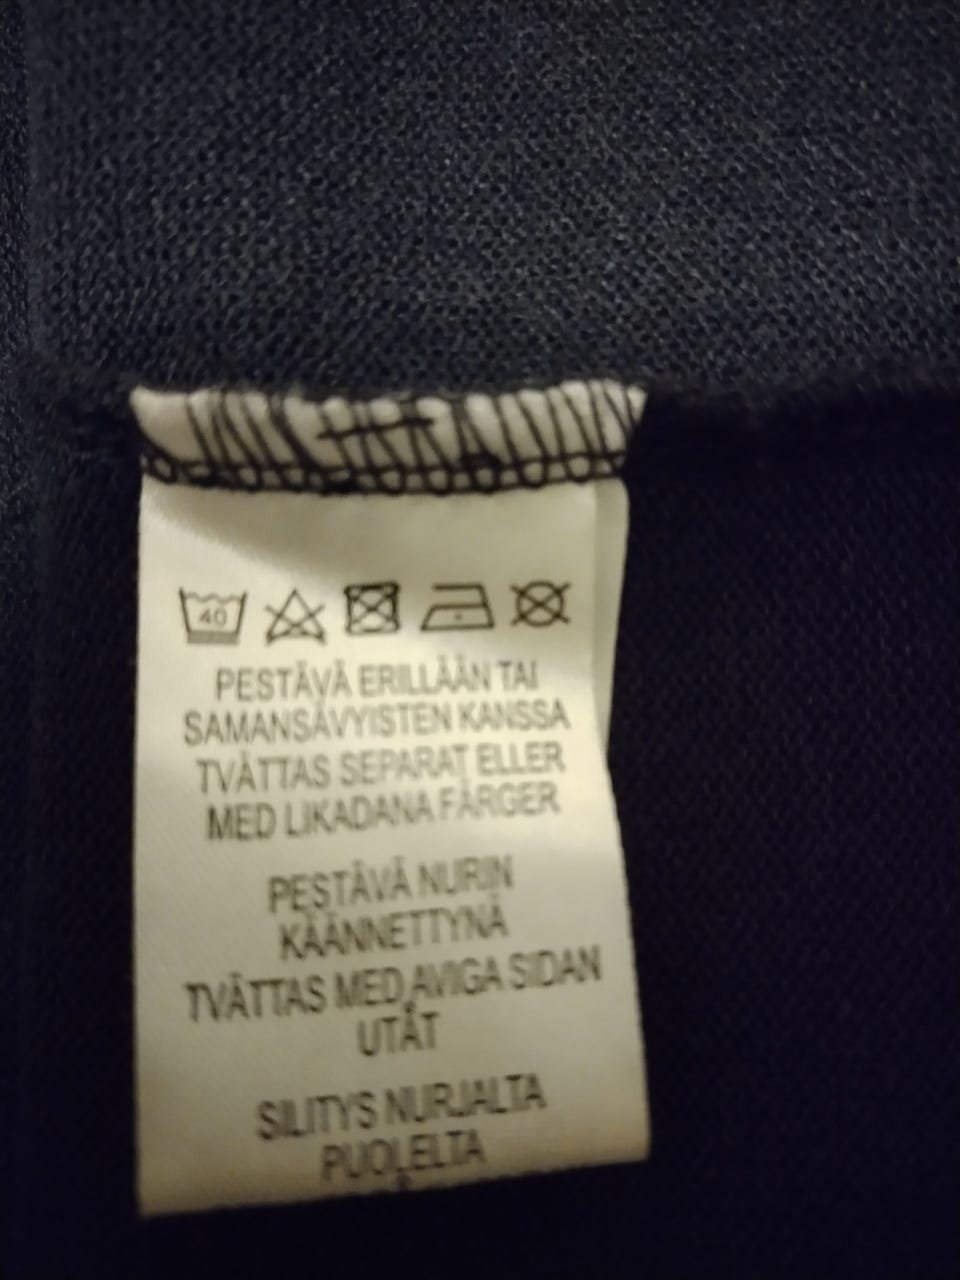 40
PESTÄVÄ ERILLÄÄN TAI
SAMANSÄVYISTEN KANSSA
TVÄTTAS SEPARAT ELLER
MED LIKADANA FÄRGER
PESTÄVÄ NURIN
KÄÄNNETTYNÄ
TVÄTTAS MED AVIGA SIDAN
UTÅT
SILITYS NURJALTA
PUOLELTA